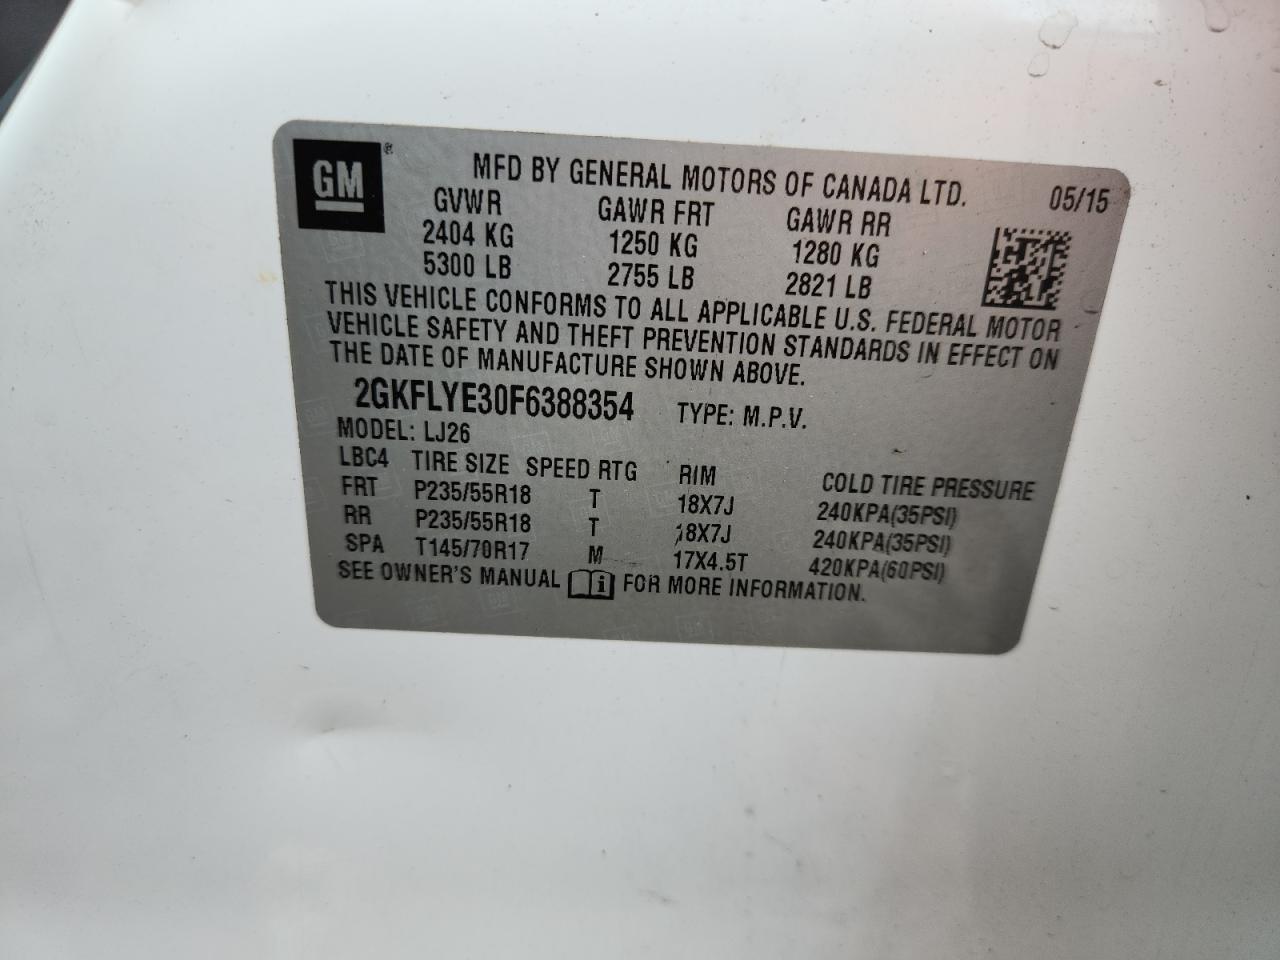 GM ®
MFD BY GENERAL MOTORS OF CANADA LTD. 05/15
GVWR GAWR FRT GAWR RR
2404 KG 1250 KG 1280 KG
5300 LB 2755 LB 2821 LB
THIS VEHICLE CONFORMS TO ALL APPLICABLE U.S. FEDERAL MOTOR
VEHICLE SAFETY AND THEFT PREVENTION STANDARDS IN EFFECT ON
THE DATE OF MANUFACTURE SHOWN ABOVE.
2GKFLYE30F6388354 TYPE: M.P.V.
MODEL: LJ26
LBC4 TIRE SIZE SPEED RTG RIM COLD TIRE PRESSURE
FRT P235/55R18 T 18X7J 240KPA(35PSI)
RR P235/55R18 T 18X7J 240KPA(35PSI)
SPA T145/70R17 M 17X4.5T 420KPA(60PSI)
SEE OWNER'S MANUAL i FOR MORE INFORMATION.